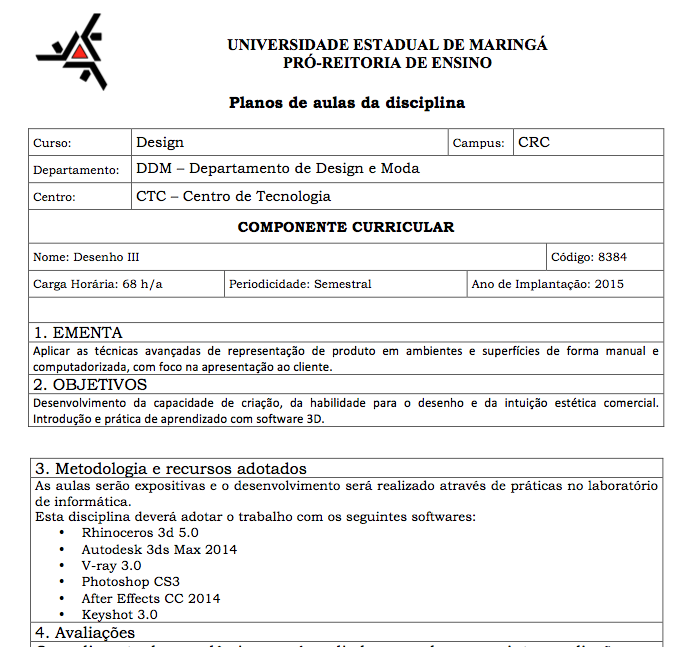 UNIVERSIDADE ESTADUAL DE MARINGÁ
PRÓ-REITORIA DE ENSINO
Planos de aulas da disciplina
Curso: Design Campus: CRC
Departamento: DDM – Departamento de Design e Moda
Centro: CTC – Centro de Tecnologia
COMPONENTE CURRICULAR
Nome: Desenho III Código: 8384
Carga Horária: 68 h/a Periodicidade: Semestral Ano de Implantação: 2015
1. EMENTA
Aplicar as técnicas avançadas de representação de produto em ambientes e superfícies de forma manual e
computadorizada, com foco na apresentação ao cliente.
2. OBJETIVOS
Desenvolvimento da capacidade de criação, da habilidade para o desenho e da intuição estética comercial.
Introdução e prática de aprendizado com software 3D.
3. Metodologia e recursos adotados
As aulas serão expositivas e o desenvolvimento será realizado através de práticas no laboratório
de informática.
Esta disciplina deverá adotar o trabalho com os seguintes softwares:
• Rhinoceros 3d 5.0
• Autodesk 3ds Max 2014
• V-ray 3.0
• Photoshop CS3
• After Effects CC 2014
• Keyshot 3.0
4. Avaliações